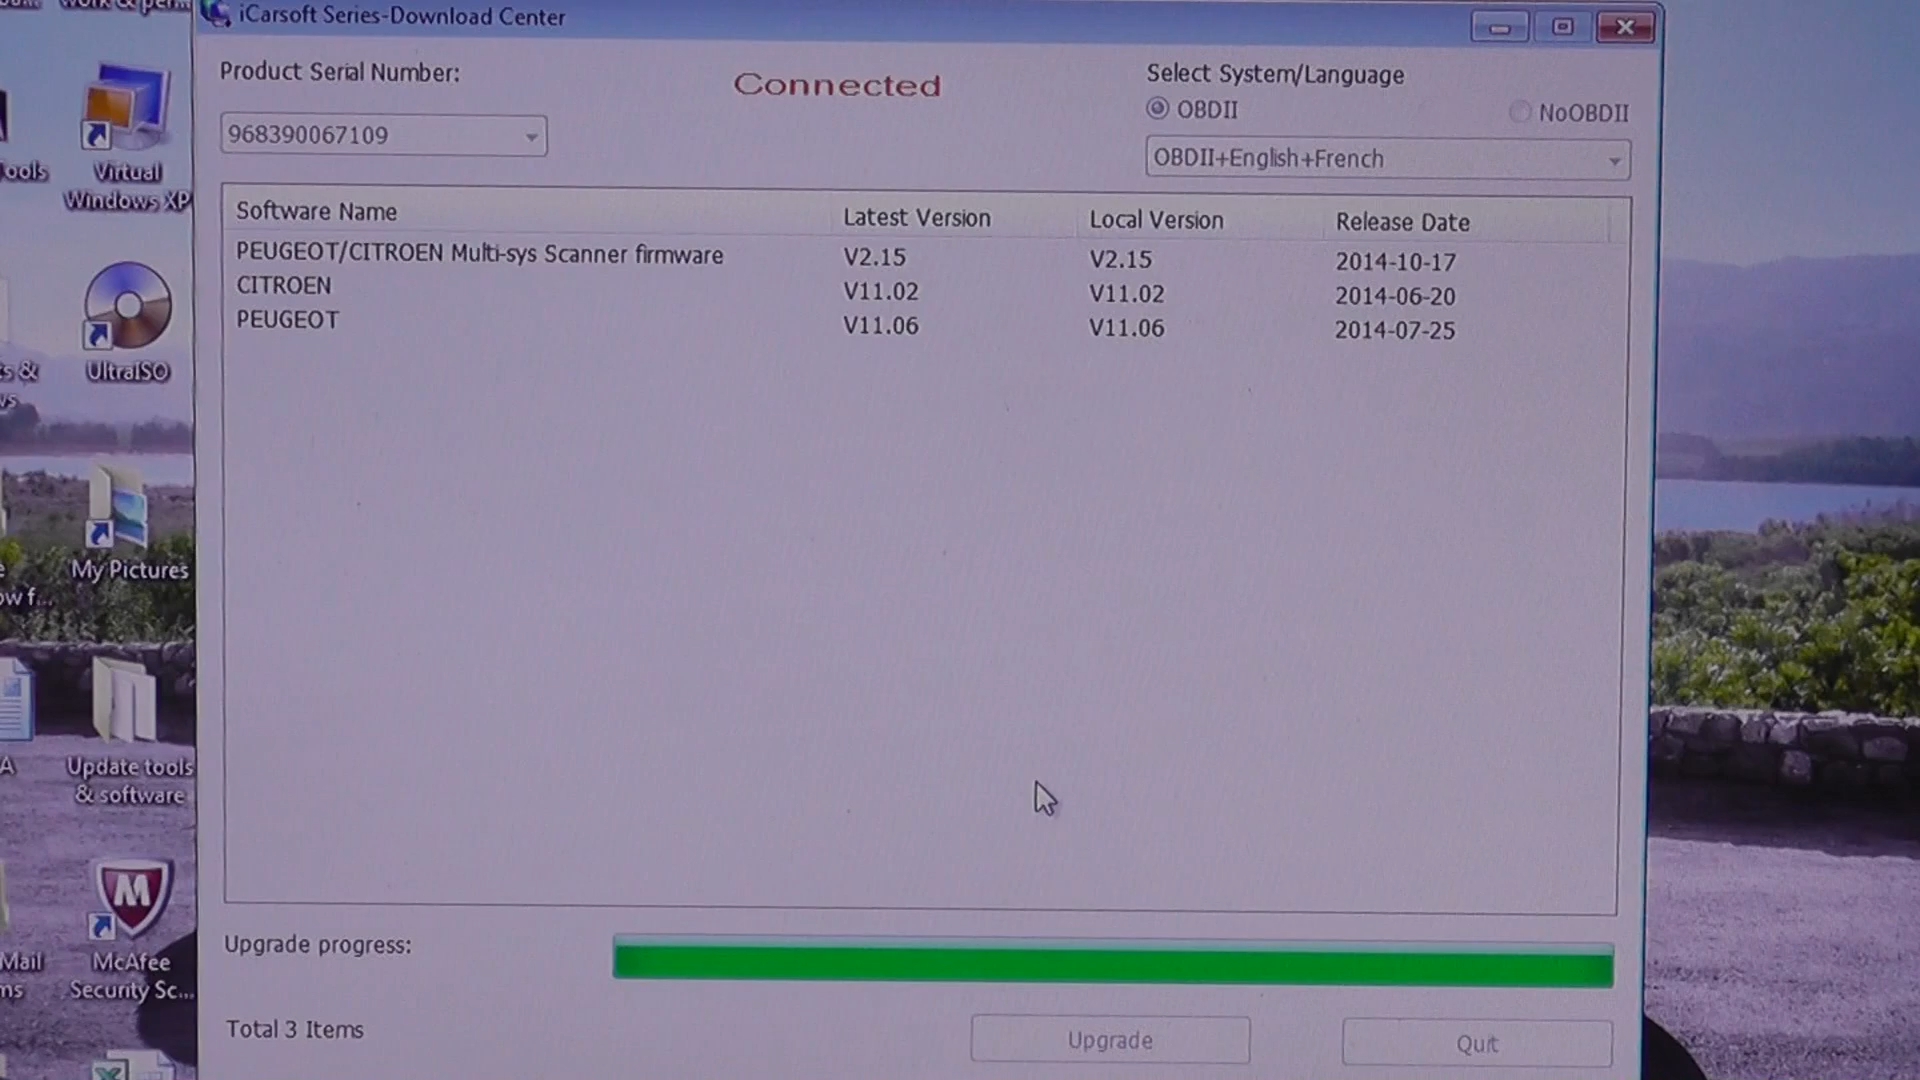 iCarsoft Series-Download Center
Product Serial Number:
Connected
Select System/Language
OBDII
NoOBDII
968390067109
OBDII+English+French
Software Name Latest Version Local Version Release Date
PEUGEOT/CITROEN Multi-sys Scanner firmware V2.15 V2.15 2014-10-17
CITROEN V11.02 V11.02 2014-06-20
PEUGEOT V11.06 V11.06 2014-07-25
Upgrade progress:
Total 3 Items
Upgrade
Quit
Virtual
Windows XP
UltraISO
My Pictures
Update tools
& software
McAfee
Security Sc...
Mail